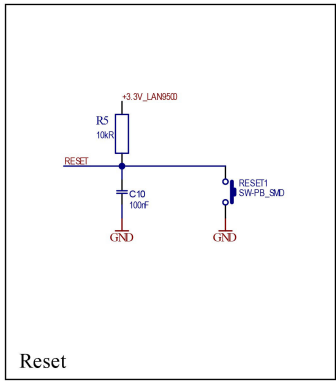 +3.3V_LAN9500
R5
10kR
RESET
C10
100nF
RESET1
SW-PB_SMD
GND
GND
Reset